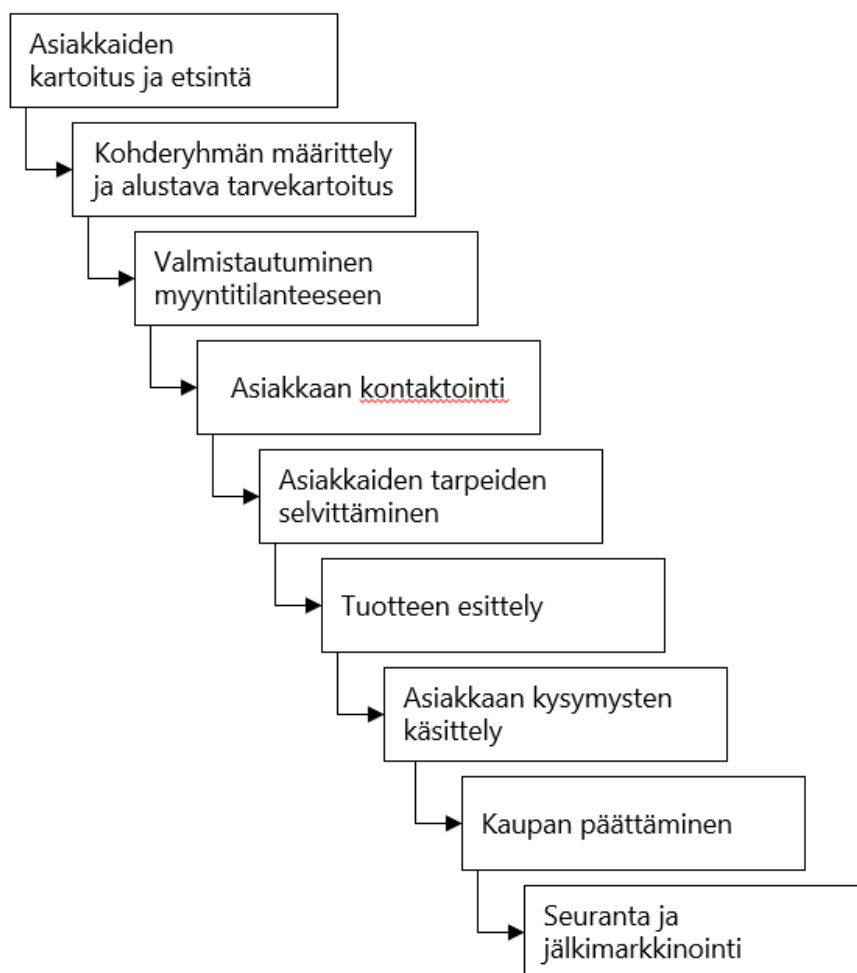 Asiakkaiden
kartoitus ja etsintä
Kohderyhmän määrittely
ja alustava tarvekartoitus
Valmistautuminen
myyntitilanteeseen
Asiakkaan kontaktointi
Asiakkaiden tarpeiden
selvittäminen
Tuotteen esittely
Asiakkaan kysymysten
käsittely
Kaupan päättäminen
Seuranta ja
jälkimarkkinointi